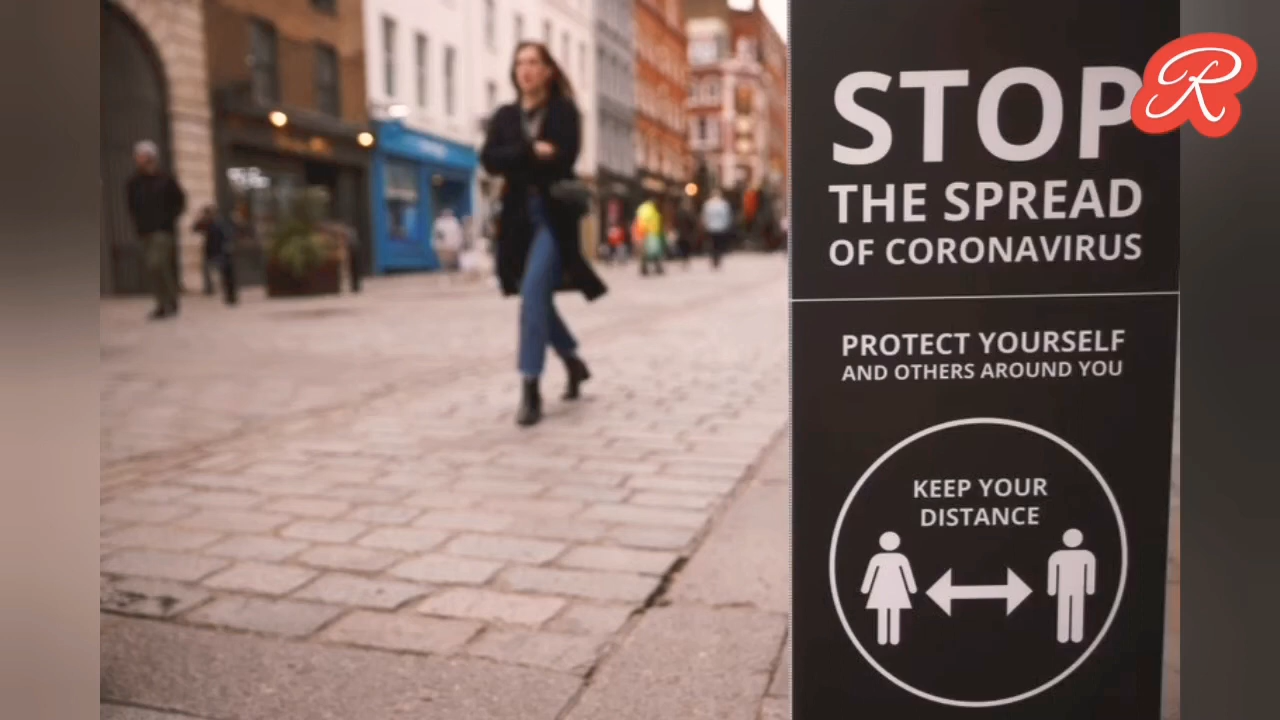 STOP
THE SPREAD
OF CORONAVIRUS
PROTECT YOURSELF
AND OTHERS AROUND YOU
KEEP YOUR
DISTANCE
R